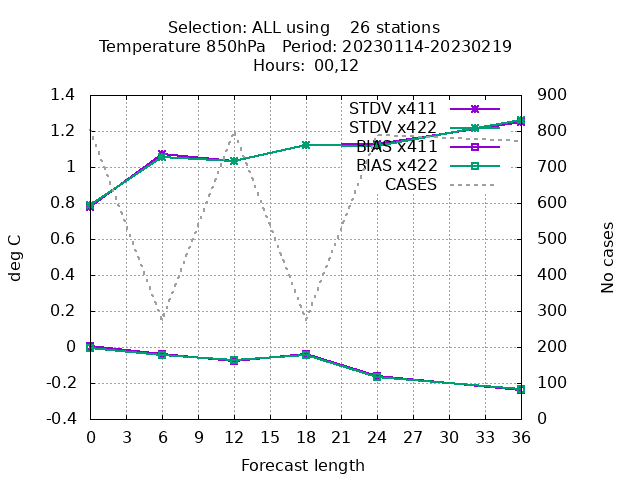 Selection: ALL using    26 stations
Temperature 850hPa   Period: 20230114-20230219
Hours:  00,12
STDV x411
STDV x422
BIAS x411
BIAS x422
CASES
1.4
1.2
1
0.8
0.6
0.4
0.2
0
-0.2
-0.4
deg C
900
800
700
600
500
400
300
200
100
0
No cases
0 3 6 9 12 15 18 21 24 27 30 33 36
Forecast length